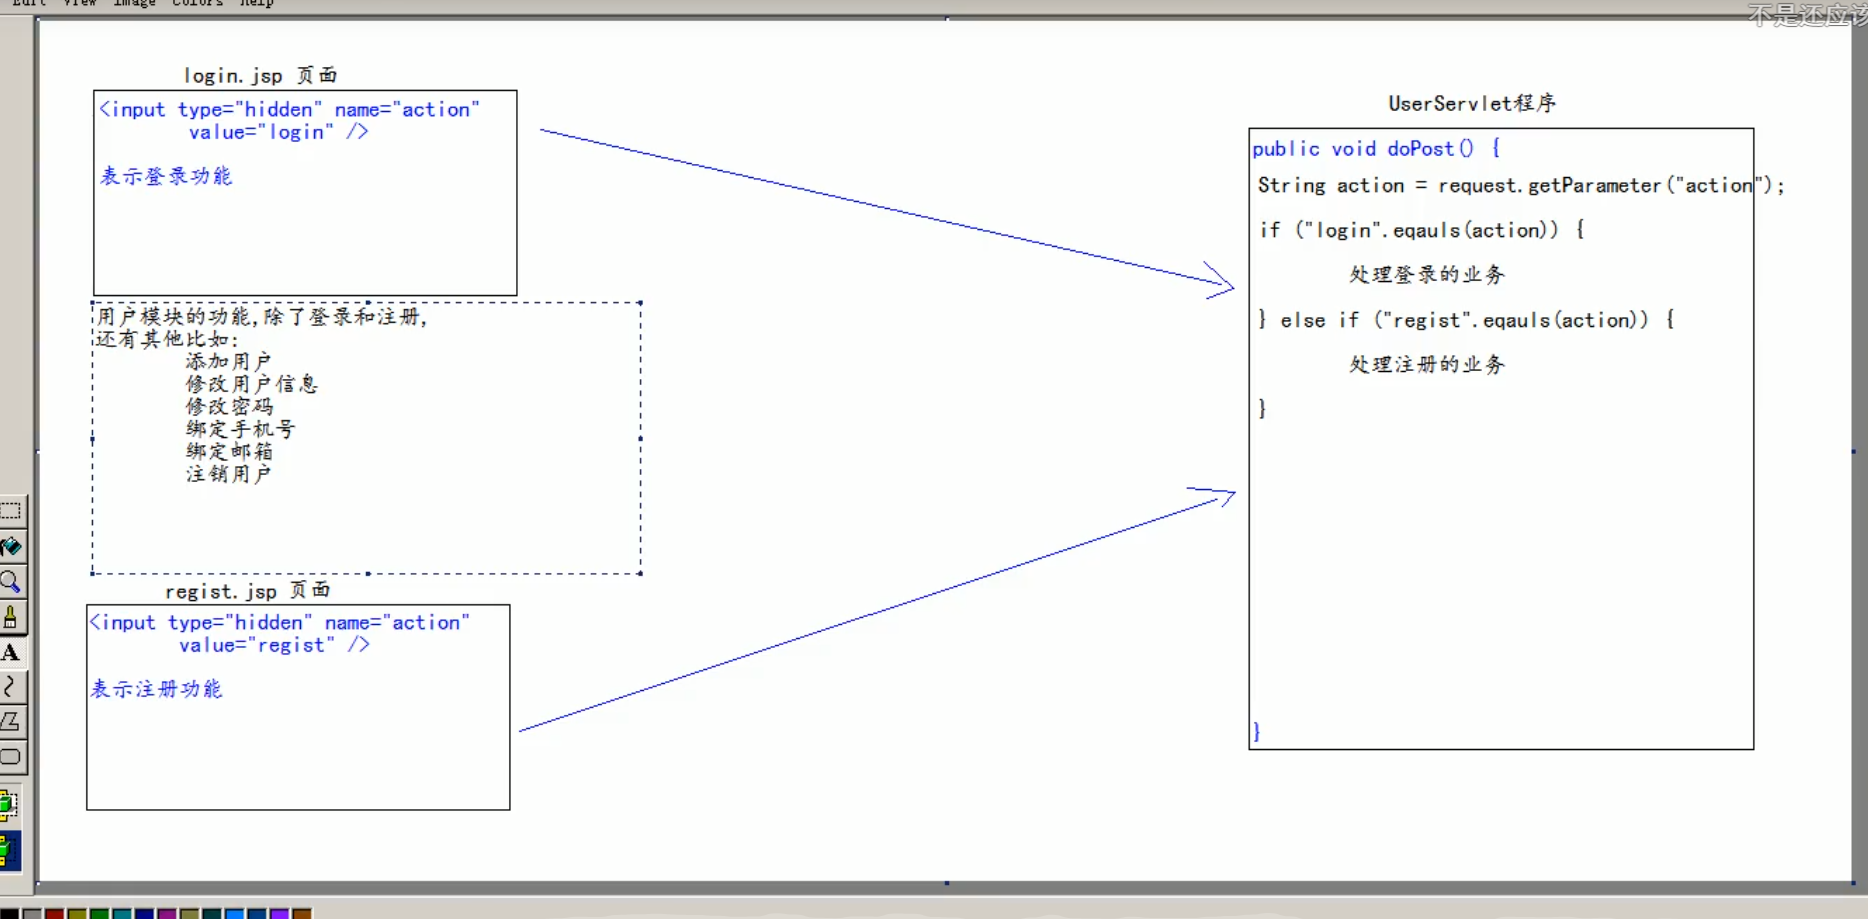 Edit View Image Colors Help
不是还应该
login.jsp 页面
<input type="hidden" name="action"
value="login" />
表示登录功能
用户模块的功能,除了登录和注册,
还有其他比如:
添加用户
修改用户信息
修改密码
绑定手机号
绑定邮箱
注销用户
regist.jsp 页面
<input type="hidden" name="action"
value="regist" />
表示注册功能
UserServlet程序
public void doPost() {
String action = request.getParameter("action");
if ("login".eqauls(action)) {
处理登录的业务
} else if ("regist".eqauls(action)) {
处理注册的业务
}
}
A